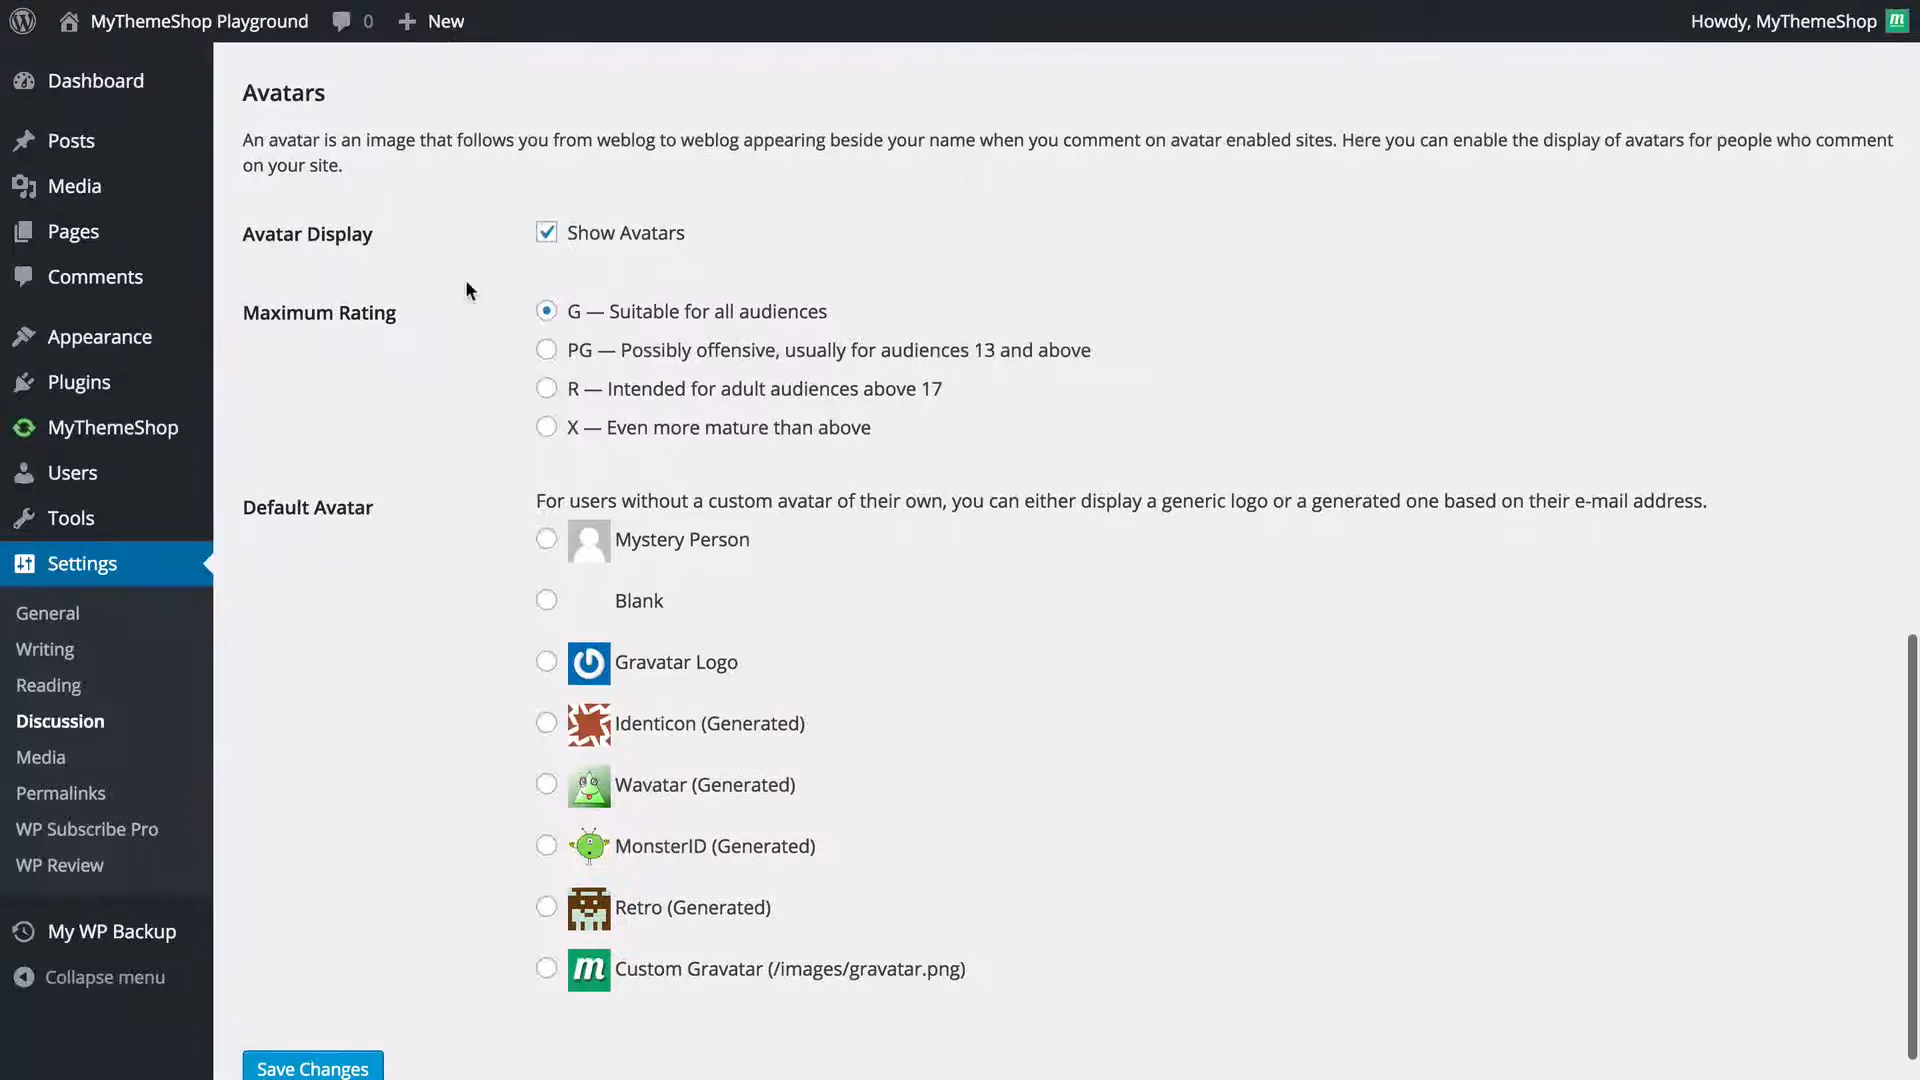 MyThemeShop Playground
0
New
Howdy, MyThemeShop
Dashboard
Posts
Media
Pages
Comments
Appearance
Plugins
MyThemeShop
Users
Tools
Settings
General
Writing
Reading
Discussion
Media
Permalinks
WP Subscribe Pro
WP Review
My WP Backup
Collapse menu
Avatars
An avatar is an image that follows you from weblog to weblog appearing beside your name when you comment on avatar enabled sites. Here you can enable the display of avatars for people who comment
on your site.
Avatar Display
Show Avatars
Maximum Rating
G — Suitable for all audiences
PG — Possibly offensive, usually for audiences 13 and above
R — Intended for adult audiences above 17
X — Even more mature than above
Default Avatar
For users without a custom avatar of their own, you can either display a generic logo or a generated one based on their e-mail address.
Mystery Person
Blank
Gravatar Logo
Identicon (Generated)
Wavatar (Generated)
MonsterID (Generated)
Retro (Generated)
m
Custom Gravatar (/images/gravatar.png)
Save Changes